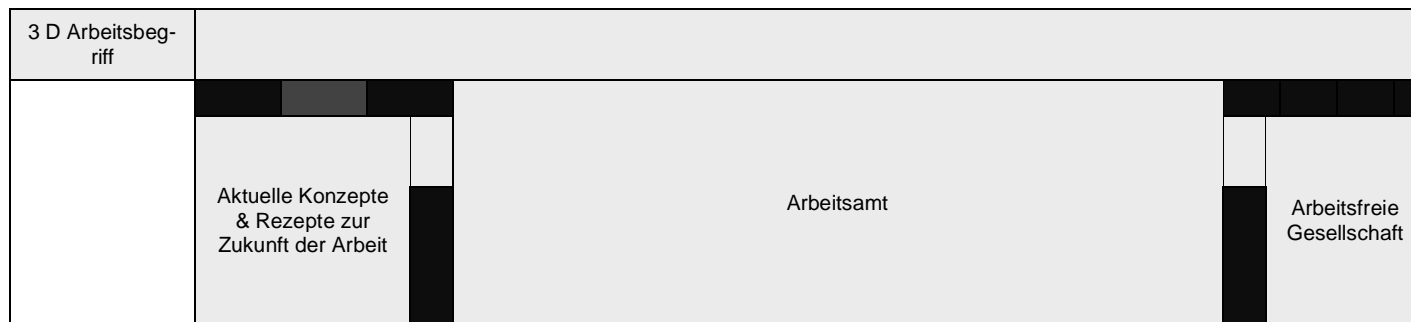 3 D Arbeitsbeg-
riff
Aktuelle Konzepte
& Rezepte zur
Zukunft der Arbeit
Arbeitsamt
Arbeitsfreie
Gesellschaft